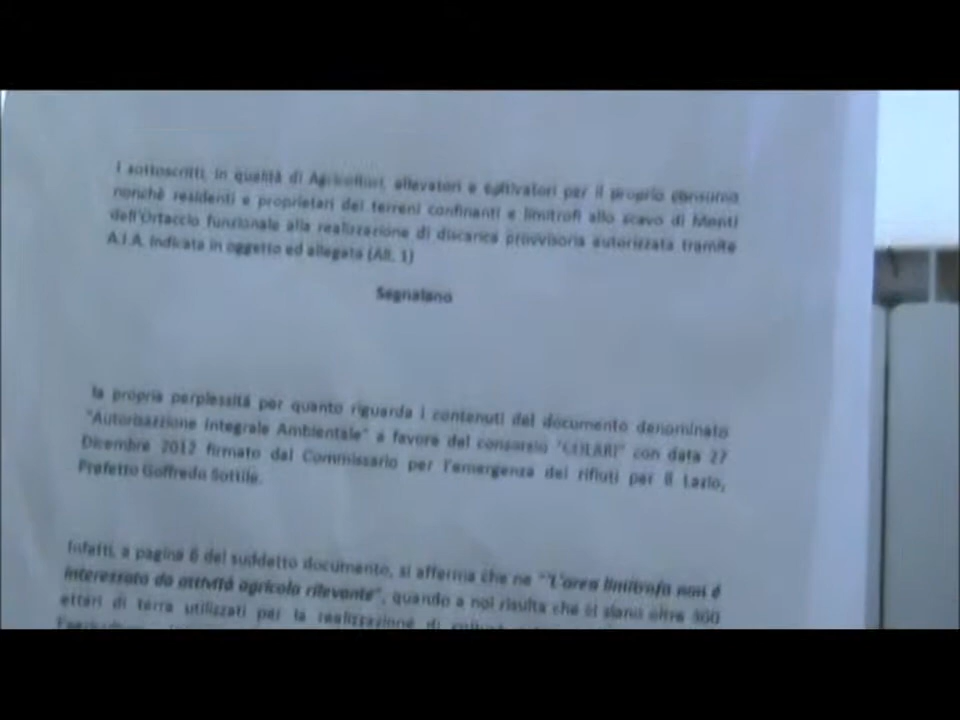 I sottoscritti, in qualità di Agricoltori, allevatori e coltivatori per il proprio consumo
nonchè residenti e proprietari dei terreni confinanti e limitrofi allo scavo di Monti
dell'Ortaccio funzionale alla realizzazione di discarica provvisoria autorizzata tramite
A.I.A. indicata in oggetto ed allegata (All. 1)
Segnalano
la propria perplessità per quanto riguarda i contenuti del documento denominato
"Autorizzazione Integrale Ambientale" a favore del consorzio "COLARI" con data 27
Dicembre 2012 firmato dal Commissario per l'emergenza dei rifiuti per il Lazio,
Prefetto Goffredo Sottile.
Infatti, a pagina 6 del suddetto documento, si afferma che ne "L'area limitrofa non è
interessata da attività agricola rilevante", quando a noi risulta che ci siano oltre 300
ettari di terra utilizzati per la realizzazione di